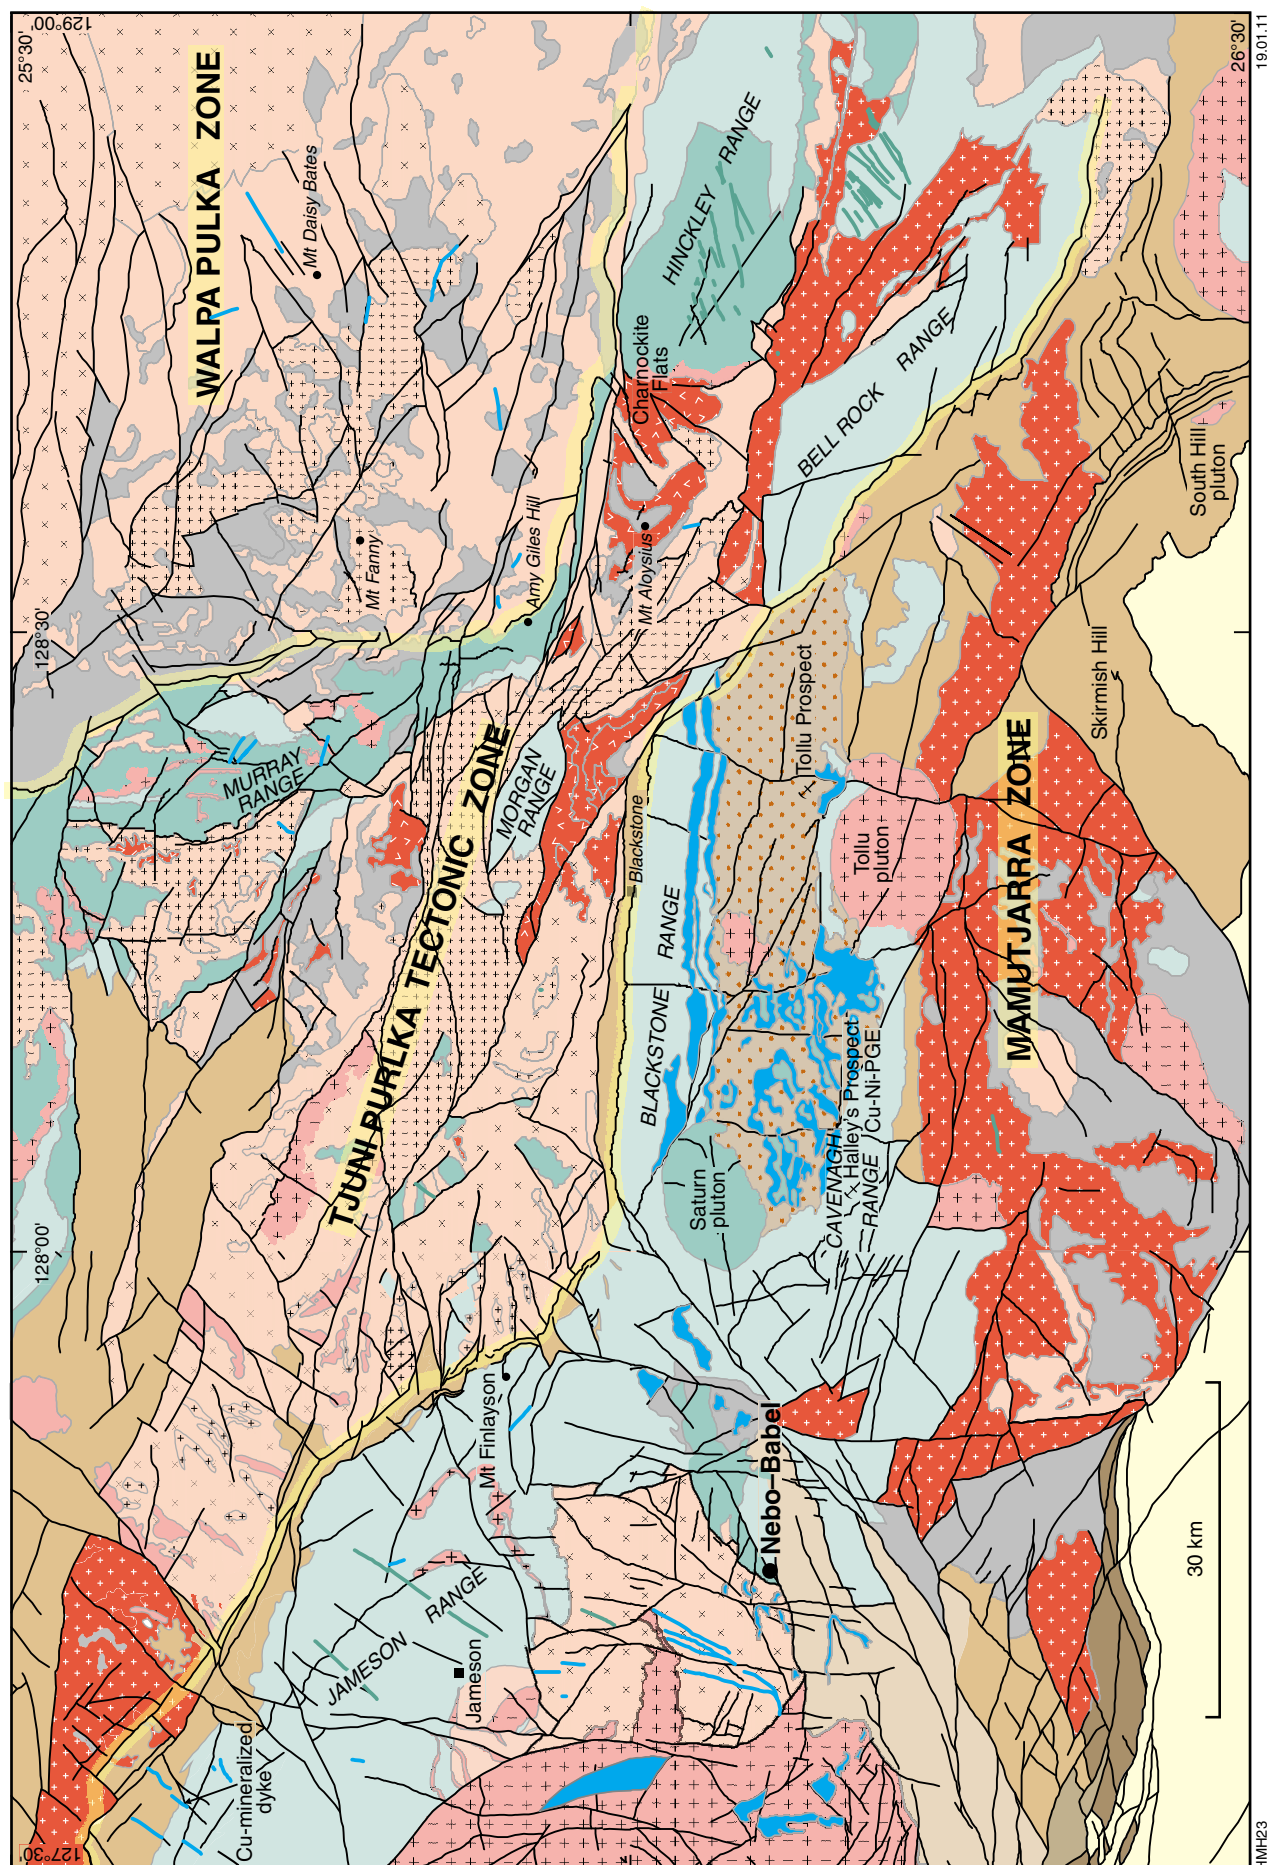 25°30'
129°00'
WALPA PULKA ZONE
Mt Daisy Bates
HINCKLEY RANGE
26°30'
19.01.11
Charnockite
Flats
BELL ROCK RANGE
South Hill
pluton
Mt Fanny
Amy Giles Hill
Mt Aloysius
128°30'
MURRAY
RANGE
TJUNI PURLKA TECTONIC ZONE
MORGAN
RANGE
Blackstone
BLACKSTONE RANGE
Tollu Prospect
Tollu
pluton
Skirmish Hill
MAMUTJARRA ZONE
Saturn
pluton
CAVENAGH
RANGE
Halley's Prospect
Cu-Ni-PGE
128°00'
Mt Finlayson
Nebo–Babel
JAMESON RANGE
Jameson
Cu-mineralized
dyke
30 km
127°30'
HMH23